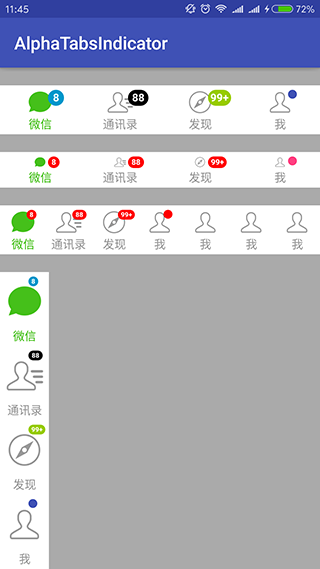 11:45 72%
AlphaTabsIndicator
8 88 99+
微信 通讯录 发现 我
8 88 99+
微信 通讯录 发现 我
8 88 99+
微信 通讯录 发现 我 我 我 我
8
微信
88
通讯录
99+
发现
我